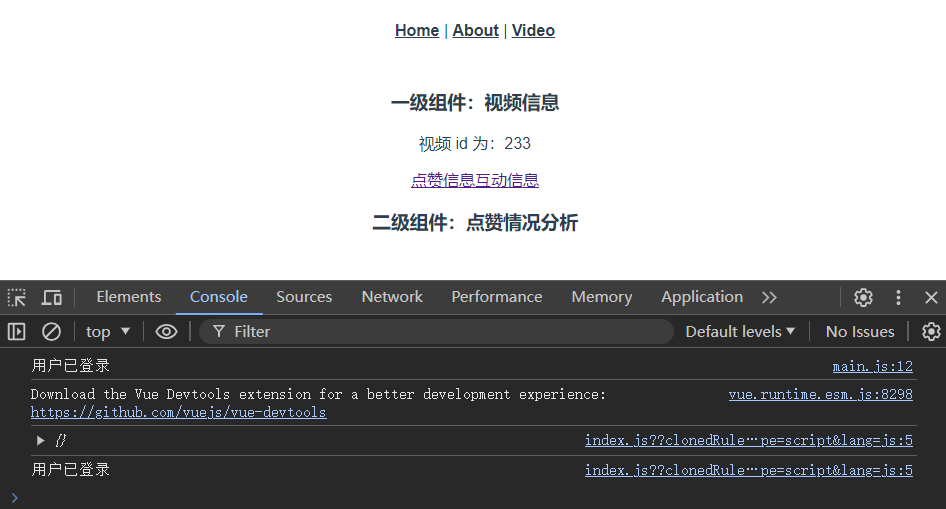 Home | About | Video
一级组件：视频信息
视频 id 为：233
点赞信息互动信息
二级组件：点赞情况分析
Elements Console Sources Network Performance Memory Application
top Filter Default levels No Issues
用户已登录 main.js:12
Download the Vue Devtools extension for a better development experience: vue.runtime.esm.js:8298
https://github.com/vuejs/vue-devtools
{} index.js??clonedRule…pe=script&lang=js:5
用户已登录 index.js??clonedRule…pe=script&lang=js:5